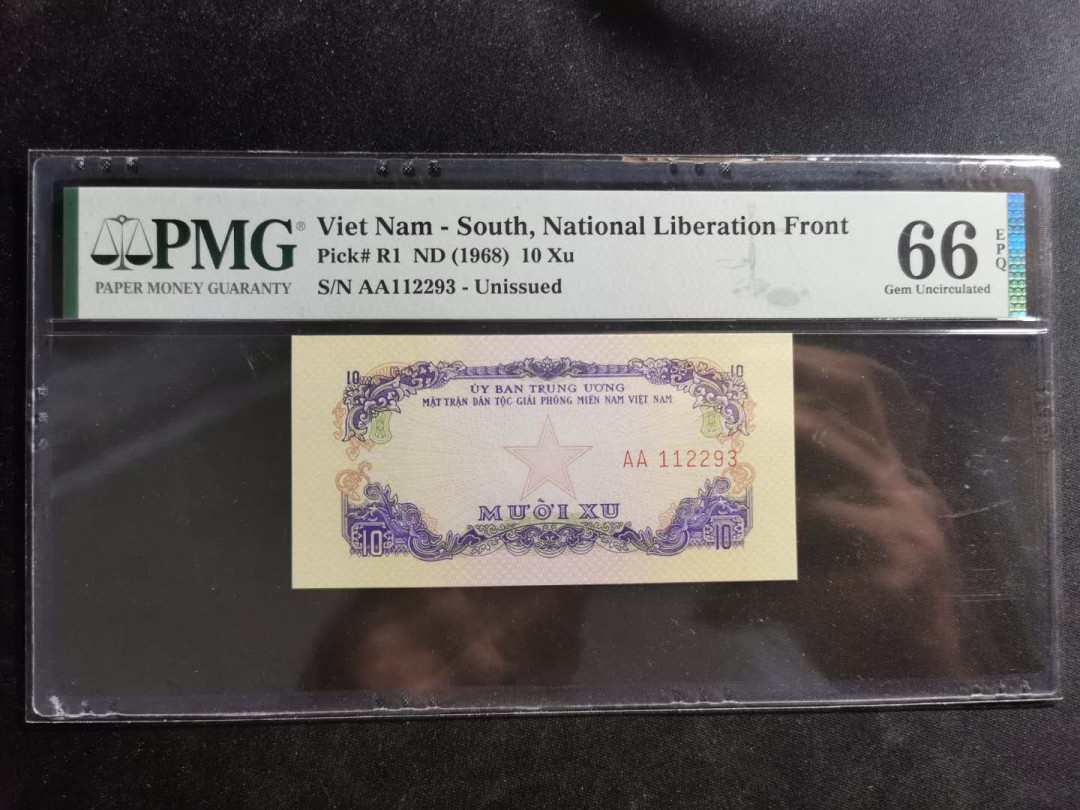 PMG®
PAPER MONEY GUARANTY
Viet Nam - South, National Liberation Front
Pick# R1 ND (1968) 10 Xu
S/N AA112293 - Unissued
66
EPQ
Gem Uncirculated
10 10
ỦY BAN TRUNG ƯƠNG
MẶT TRẬN DÂN TỘC GIẢI PHÓNG MIỀN NAM VIỆT NAM
AA 112293
MƯỜI XU
10 10